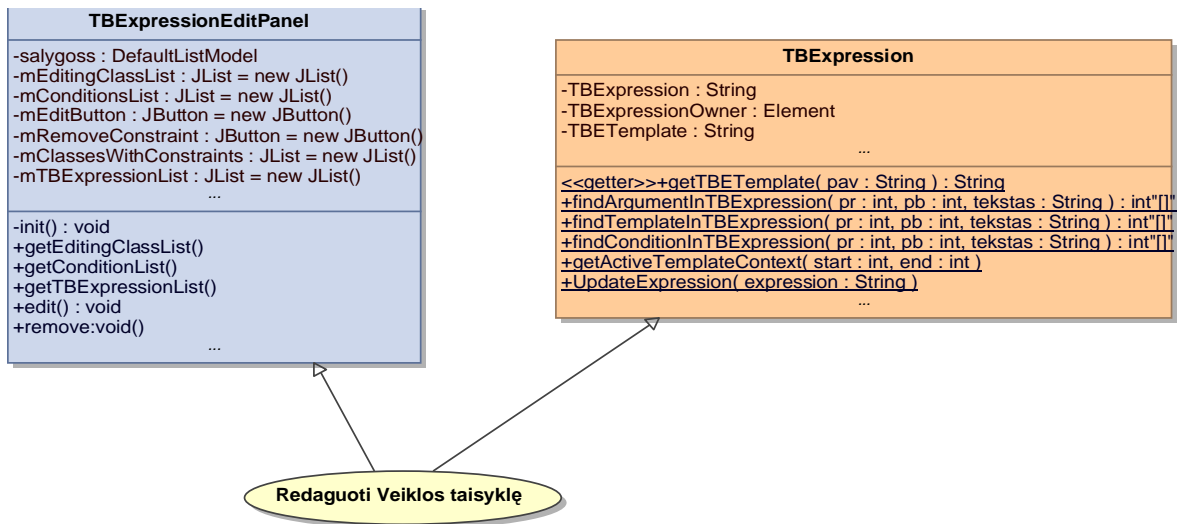 TBExpressionEditPanel
-salygoss : DefaultListModel
-mEditingClassList : JList = new JList()
-mConditionsList : JList = new JList()
-mEditButton : JButton = new JButton()
-mRemoveConstraint : JButton = new JButton()
-mClassesWithConstraints : JList = new JList()
-mTBExpressionList : JList = new JList()
...
-init() : void
+getEditingClassList()
+getConditionList()
+getTBExpressionList()
+edit() : void
+remove:void()
...
TBExpression
-TBExpression : String
-TBExpressionOwner : Element
-TBETemplate : String
...
<<getter>>+getTBETemplate( pav : String ) : String
+findArgumentInTBExpression( pr : int, pb : int, tekstas : String ) : int"[]"
+findTemplateInTBExpression( pr : int, pb : int, tekstas : String ) : int"[]"
+findConditionInTBExpression( pr : int, pb : int, tekstas : String ) : int"[]"
+getActiveTemplateContext( start : int, end : int )
+UpdateExpression( expression : String )
...
Redaguoti Veiklos taisyklę